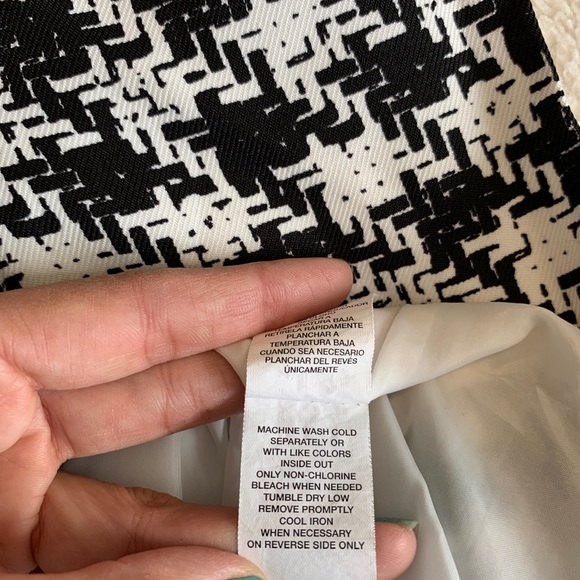 TEMPERATURA BAJA
RETIRELA RÁPIDAMENTE
PLANCHAR A
TEMPERATURA BAJA
CUANDO SEA NECESARIO
PLANCHAR DEL REVÉS
ÚNICAMENTE
MACHINE WASH COLD
SEPARATELY OR
WITH LIKE COLORS
INSIDE OUT
ONLY NON-CHLORINE
BLEACH WHEN NEEDED
TUMBLE DRY LOW
REMOVE PROMPTLY
COOL IRON
WHEN NECESSARY
ON REVERSE SIDE ONLY